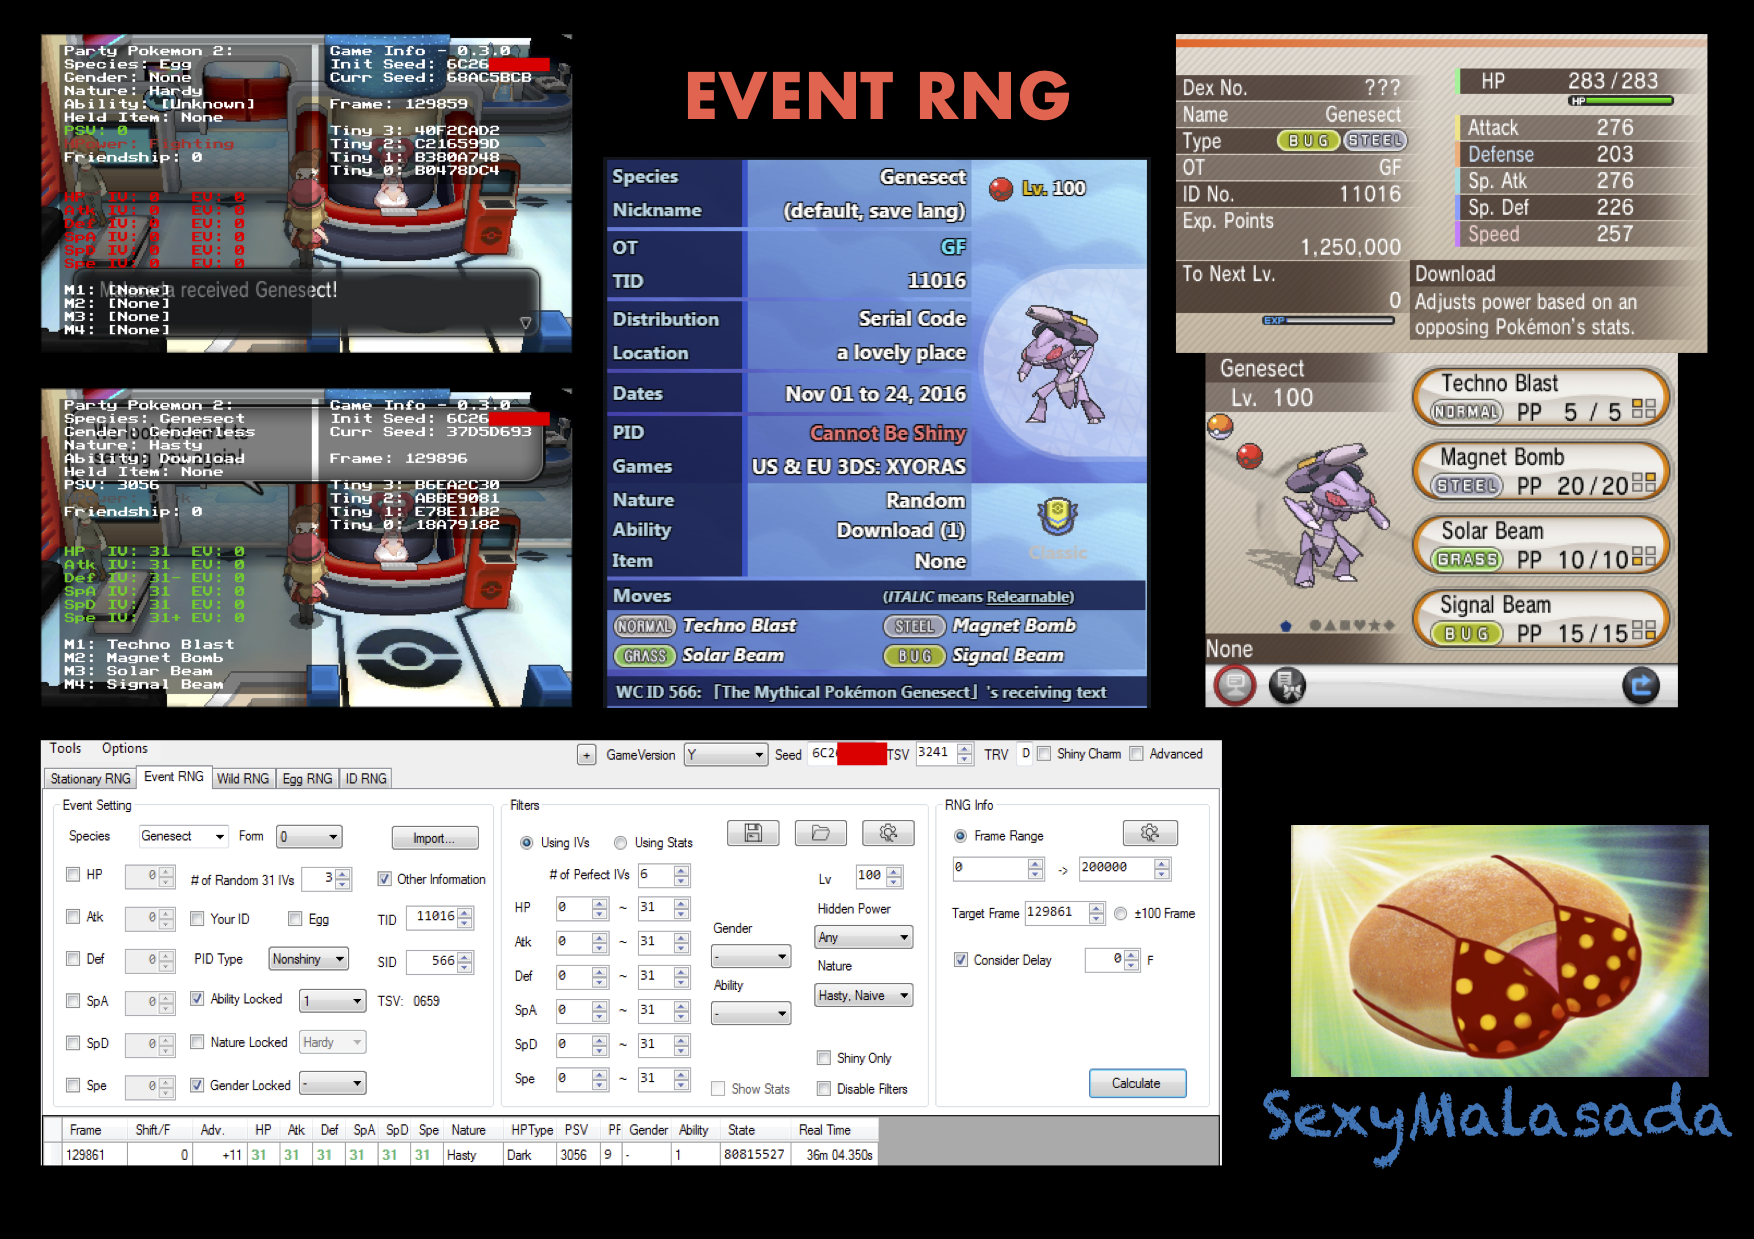 EVENT RNG
Party Pokemon 2:
Species: Egg
Gender: None
Nature: Hardy
Ability: [Unknown]
Held Item: None
PSV: 0
Fighting
Friendship: 0
HP IV: 0 EV: 0
Atk IV: 0 EV: 0
Def IV: 0 EV: 0
SpA IV: 0 EV: 0
SpD IV: 0 EV: 0
Spe IV: 0 EV: 0
M1: [None]
M2: [None]
M3: [None]
M4: [None]
received Genesect!
Game Info - 0.3.0
Init Seed: 6C26
Curr Seed: 68AC5BCB
Frame: 129859
Tiny 3: 40F2CAD2
Tiny 2: C216599D
Tiny 1: B380A748
Tiny 0: B0478DC4
Party Pokemon 2:
Species: Genesect
Gender: Genderless
Nature: Hasty
Ability: Download
Held Item: None
PSV: 3056
Friendship: 0
HP IV: 31 EV: 0
Atk IV: 31 EV: 0
Def IV: 31- EV: 0
SpA IV: 31 EV: 0
SpD IV: 31 EV: 0
Spe IV: 31+ EV: 0
M1: Techno Blast
M2: Magnet Bomb
M3: Solar Beam
M4: Signal Beam
Game Info - 0.3.0
Init Seed: 6C26
Curr Seed: 37D5D693
Frame: 129896
Tiny 3: B6EA2C30
Tiny 2: ABBE9081
Tiny 1: E78E11B2
Tiny 0: 18A79182
Species Genesect
Nickname (default, save lang)
Lv. 100
OT GF
TID 11016
Distribution Serial Code
Location a lovely place
Dates Nov 01 to 24, 2016
PID Cannot Be Shiny
Games US & EU 3DS: XYORAS
Nature Random
Ability Download (1)
Item None
Classic
Moves (ITALIC means Relearnable)
NORMAL Techno Blast STEEL Magnet Bomb
GRASS Solar Beam BUG Signal Beam
WC ID 566: 「The Mythical Pokémon Genesect」 's receiving text
Dex No. ???
Name Genesect
Type BUG STEEL
OT GF
ID No. 11016
Exp. Points
1,250,000
To Next Lv.
0
EXP
HP 283/283
HP
Attack 276
Defense 203
Sp. Atk 276
Sp. Def 226
Speed 257
Download
Adjusts power based on an
opposing Pokémon's stats.
Genesect
Lv. 100
None
Techno Blast
NORMAL PP 5 / 5
Magnet Bomb
STEEL PP 20/20
Solar Beam
GRASS PP 10/10
Signal Beam
BUG PP 15/15
Tools Options
+ GameVersion Y Seed 6C2 TSV 3241 TRV D Shiny Charm Advanced
Stationary RNG Event RNG Wild RNG Egg RNG ID RNG
Event Setting
Species Genesect Form 0 Import...
HP 0 # of Random 31 IVs 3 Other Information
Atk 0 Your ID Egg TID 11016
Def 0 PID Type Nonshiny SID 566
SpA 0 Ability Locked 1 TSV: 0659
SpD 0 Nature Locked Hardy
Spe 0 Gender Locked -
Filters
Using IVs Using Stats
# of Perfect IVs 6 Lv 100
HP 0 ~ 31 Hidden Power
Atk 0 ~ 31 Gender Any
Def 0 ~ 31 - Nature
SpA 0 ~ 31 Ability Hasty, Naive
SpD 0 ~ 31 - Shiny Only
Spe 0 ~ 31 Show Stats Disable Filters
RNG Info
Frame Range
0 -> 200000
Target Frame 129861 ±100 Frame
Consider Delay 0 F
Calculate
Frame Shift/F Adv. HP Atk Def SpA SpD Spe Nature HPType PSV PF Gender Ability State Real Time
129861 0 +11 31 31 31 31 31 31 Hasty Dark 3056 9 - 1 80815527 36m 04.350s
SexyMalasada